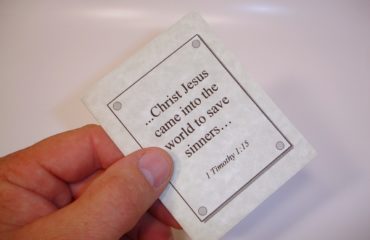 ...Christ Jesus
came into the
world to save
sinners...
1 Timothy 1:15